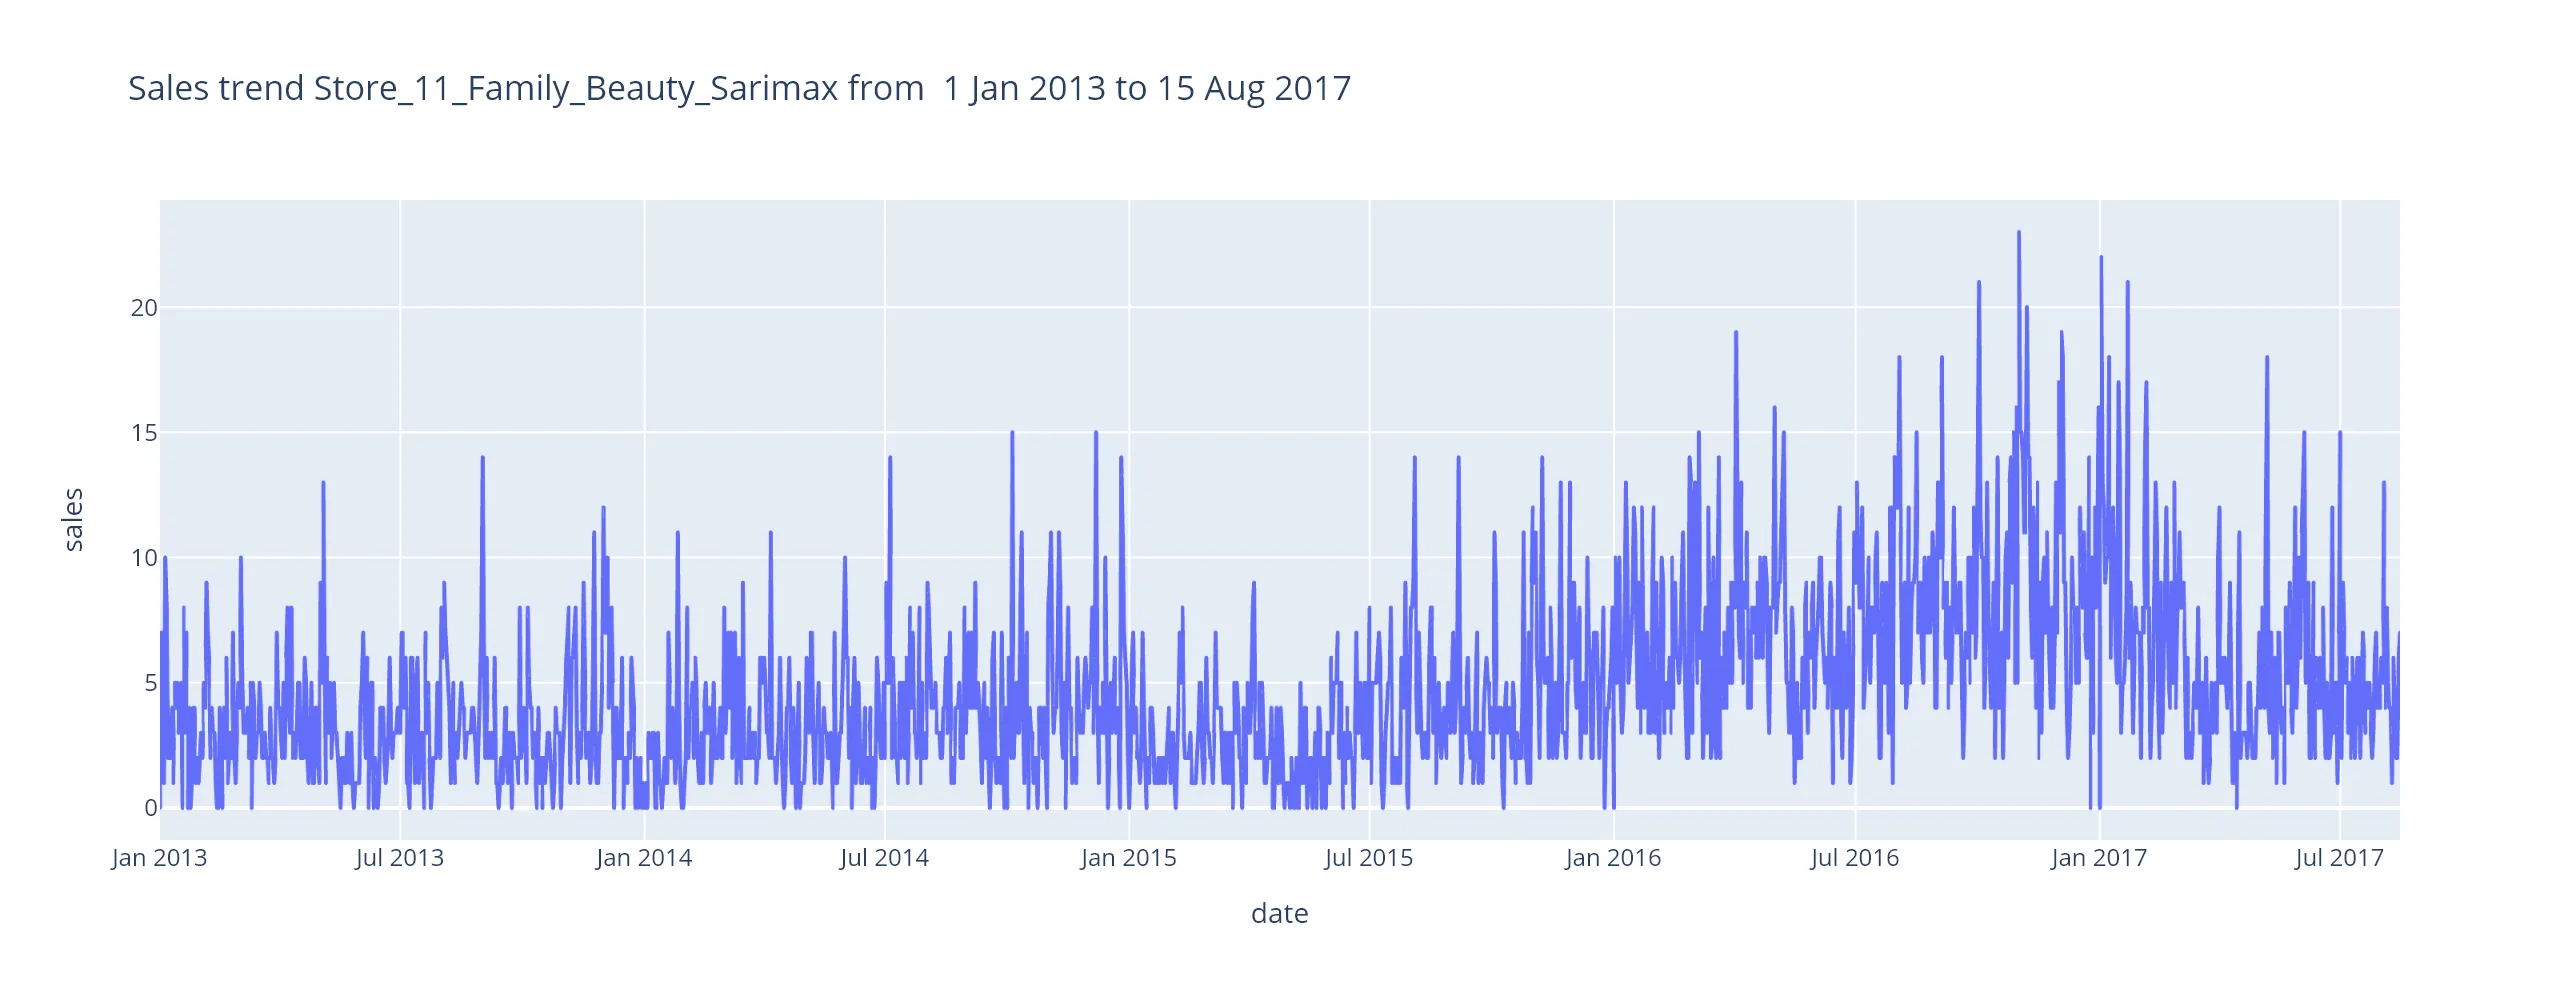 Sales trend Store_11_Family_Beauty_Sarimax from  1 Jan 2013 to 15 Aug 2017
sales
20
15
10
5
0
Jan 2013 Jul 2013 Jan 2014 Jul 2014 Jan 2015 Jul 2015 Jan 2016 Jul 2016 Jan 2017 Jul 2017
date